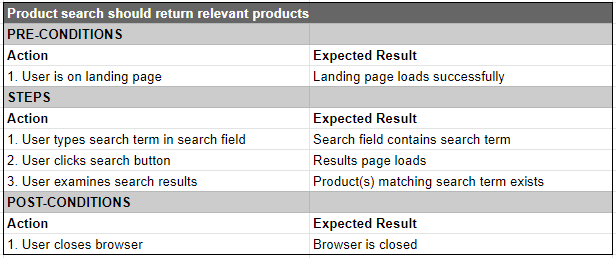 Product search should return relevant products
PRE-CONDITIONS
Action Expected Result
1. User is on landing page Landing page loads successfully
STEPS
Action Expected Result
1. User types search term in search field Search field contains search term
2. User clicks search button Results page loads
3. User examines search results Product(s) matching search term exists
POST-CONDITIONS
Action Expected Result
1. User closes browser Browser is closed